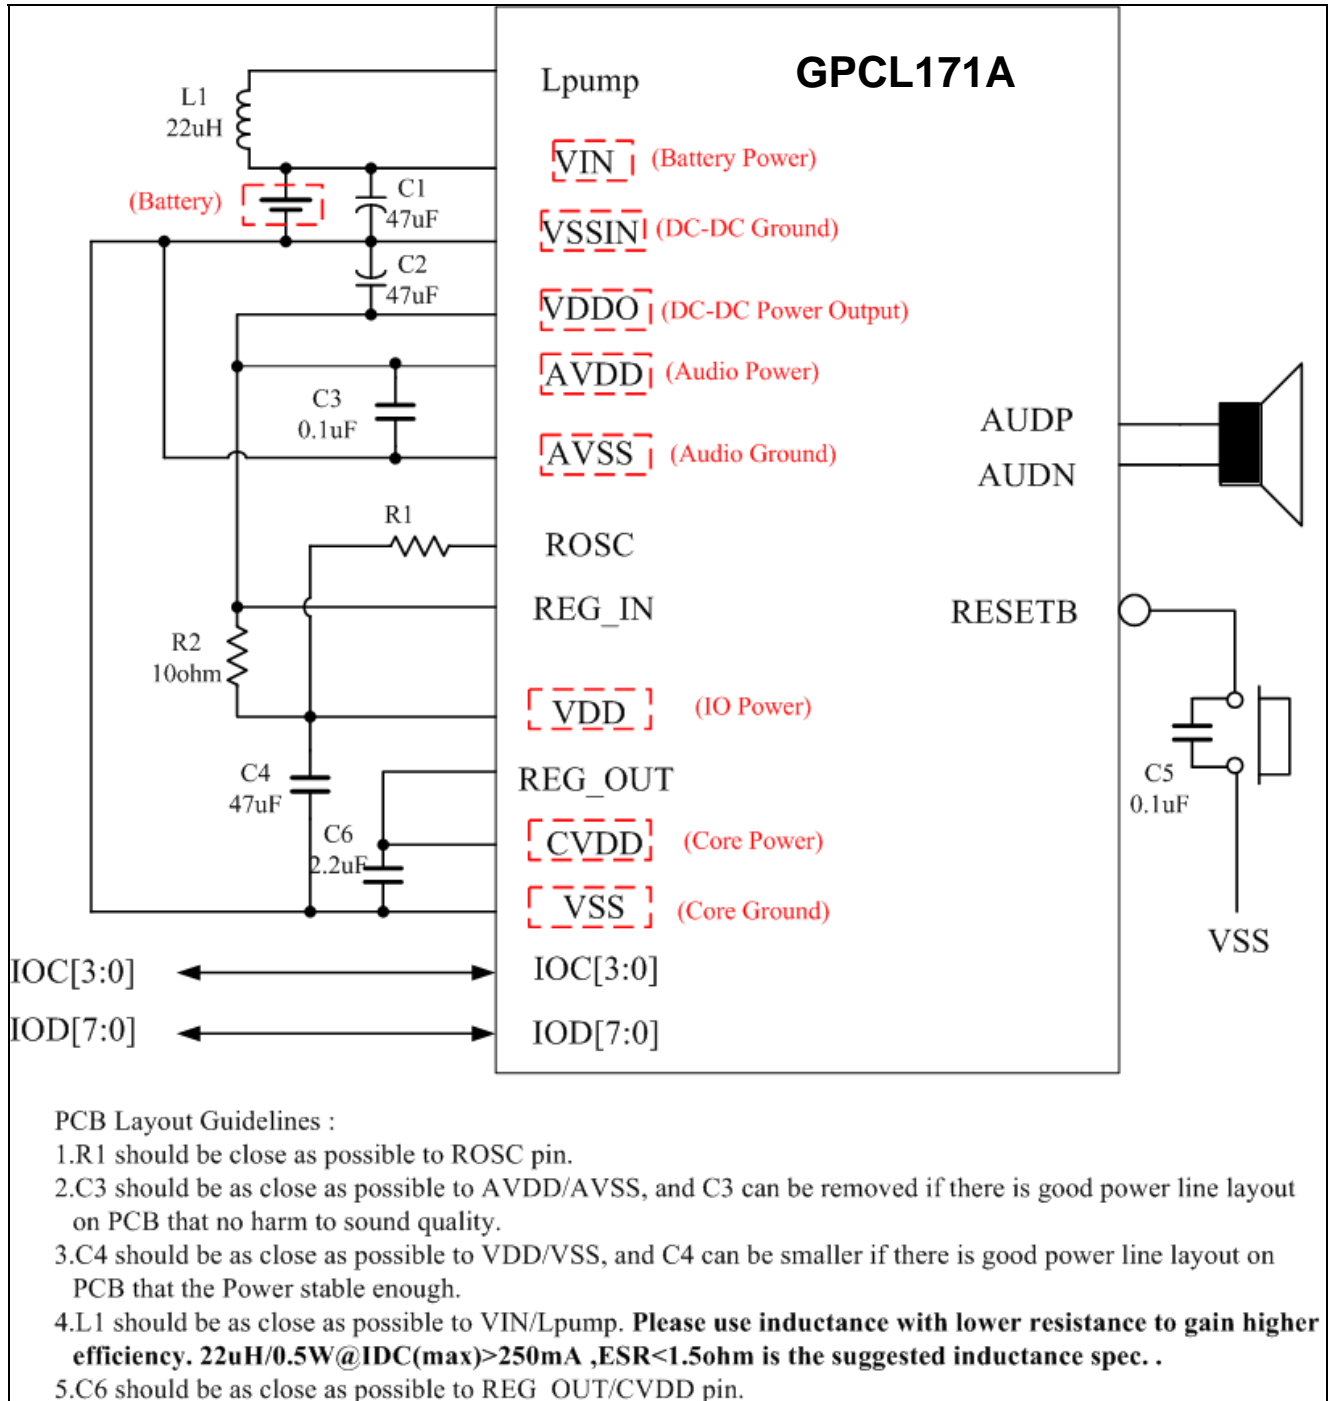 GPCL171A
Lpump
L1
22uH
VIN (Battery Power)
(Battery)
C1
47uF
VSSIN (DC-DC Ground)
C2
47uF
VDDO (DC-DC Power Output)
AVDD (Audio Power)
C3
0.1uF
AVSS (Audio Ground)
AUDP
AUDN
R1
ROSC
REG_IN
RESETB
R2
10ohm
VDD (IO Power)
C4
47uF
REG_OUT
C5
0.1uF
C6
2.2uF
CVDD (Core Power)
VSS (Core Ground)
VSS
IOC[3:0]
IOC[3:0]
IOD[7:0]
IOD[7:0]
PCB Layout Guidelines :
1.R1 should be close as possible to ROSC pin.
2.C3 should be as close as possible to AVDD/AVSS, and C3 can be removed if there is good power line layout
on PCB that no harm to sound quality.
3.C4 should be as close as possible to VDD/VSS, and C4 can be smaller if there is good power line layout on
PCB that the Power stable enough.
4.L1 should be as close as possible to VIN/Lpump. Please use inductance with lower resistance to gain higher
efficiency. 22uH/0.5W@IDC(max)>250mA ,ESR<1.5ohm is the suggested inductance spec. .
5.C6 should be as close as possible to REG_OUT/CVDD pin.